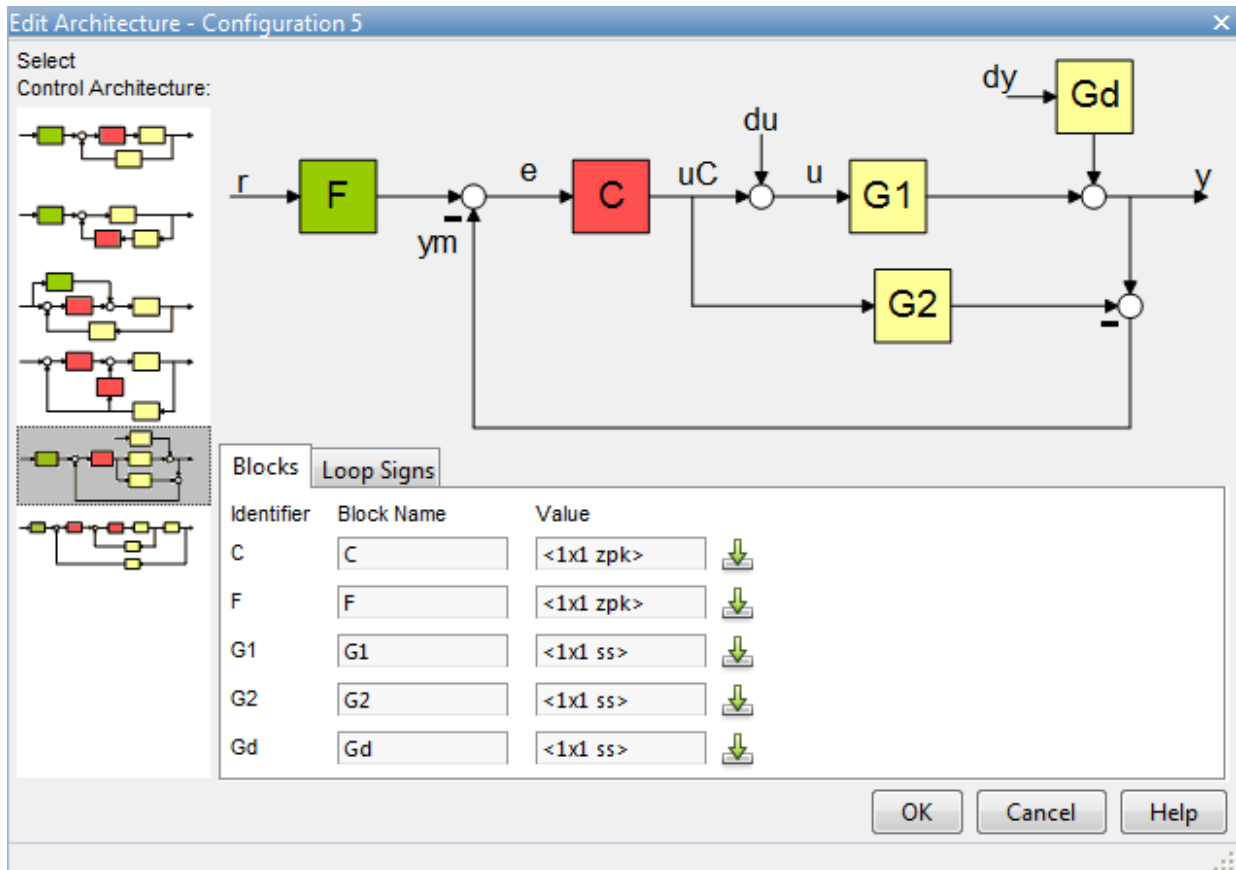 Edit Architecture - Configuration 5
Select
Control Architecture:
dy
Gd
du
r
F
e
C
uC
u
G1
y
ym
G2
Blocks
Loop Signs
Identifier Block Name Value
C C <1x1 zpk>
F F <1x1 zpk>
G1 G1 <1x1 ss>
G2 G2 <1x1 ss>
Gd Gd <1x1 ss>
OK Cancel Help